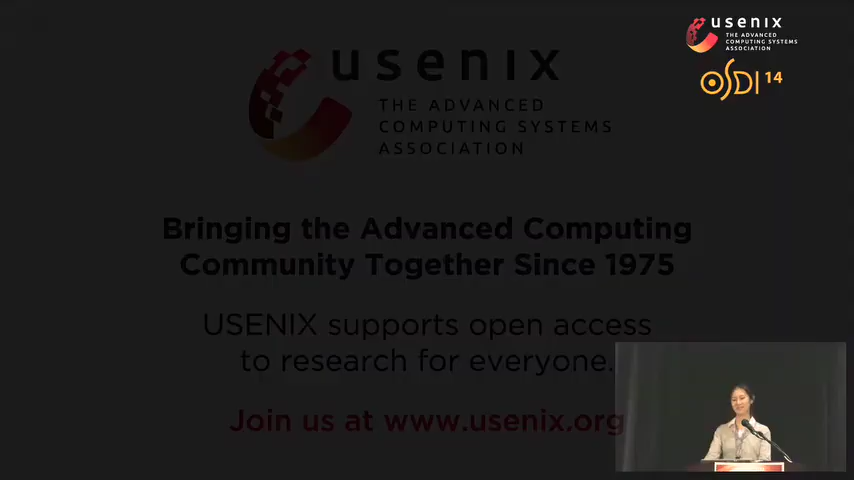 usenix
THE ADVANCED
COMPUTING SYSTEMS
ASSOCIATION
OSDI 14
usenix
THE ADVANCED
COMPUTING SYSTEMS
ASSOCIATION
Bringing the Advanced Computing
Community Together Since 1975
USENIX supports open access
to research for everyone.
Join us at www.usenix.org